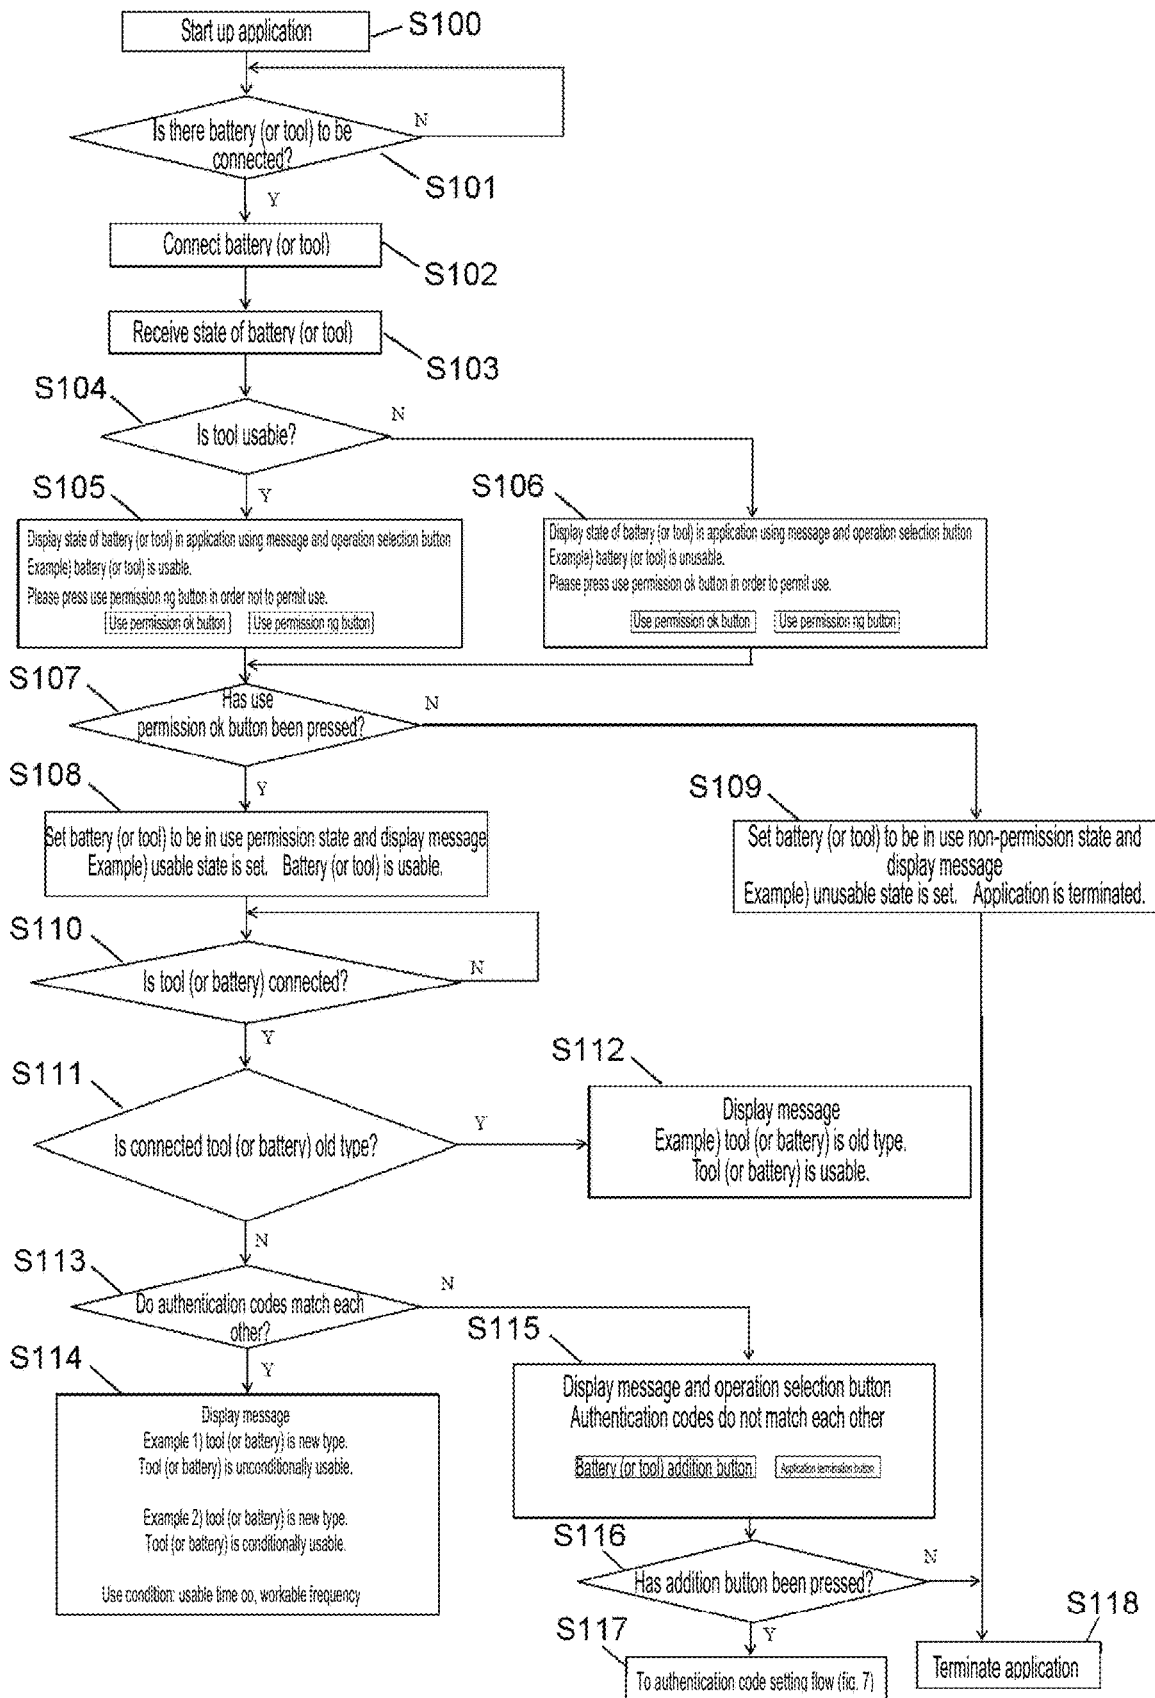 Start up application
S100
Is there battery (or tool) to be
connected?
N
S101
Y
Connect battery (or tool)
S102
Receive state of battery (or tool)
S103
S104
Is tool usable?
N
Y
S105
Display state of battery (or tool) in application using message and operation selection button
Example) battery (or tool) is usable.
Please press use permission ng button in order not to permit use.
Use permission ok button
Use permission ng button
S106
Display state of battery (or tool) in application using message and operation selection button
Example) battery (or tool) is unusable.
Please press use permission ok button in order to permit use.
Use permission ok button
Use permission ng button
S107
Has use
permission ok button been pressed?
N
Y
S108
Set battery (or tool) to be in use permission state and display message
Example) usable state is set. Battery (or tool) is usable.
S109
Set battery (or tool) to be in use non-permission state and
display message
Example) unusable state is set. Application is terminated.
S110
Is tool (or battery) connected?
N
Y
S111
Is connected tool (or battery) old type?
Y
N
S112
Display message
Example) tool (or battery) is old type.
Tool (or battery) is usable.
S113
Do authentication codes match each
other?
N
Y
S114
Display message
Example 1) tool (or battery) is new type.
Tool (or battery) is unconditionally usable.
Example 2) tool (or battery) is new type.
Tool (or battery) is conditionally usable.
Use condition: usable time oo, workable frequency
S115
Display message and operation selection button
Authentication codes do not match each other
Battery (or tool) addition button
Application termination button
S116
Has addition button been pressed?
N
Y
S117
To authentication code setting flow (fig. 7)
S118
Terminate application